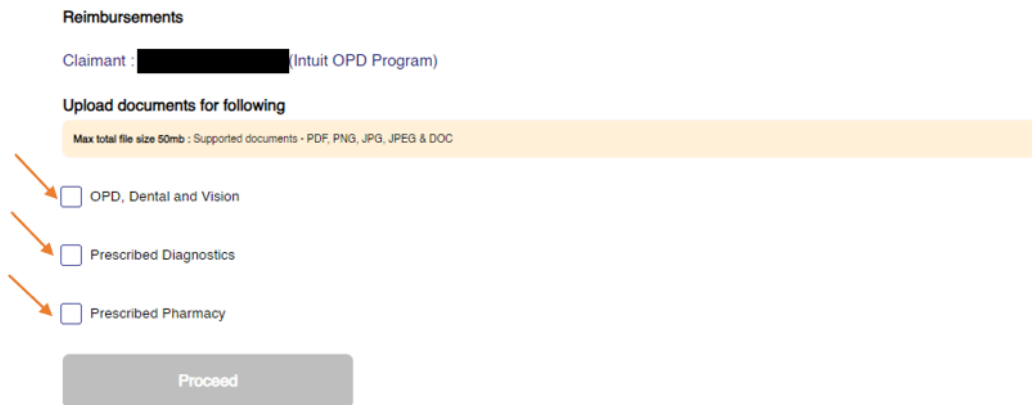 Reimbursements
Claimant : (Intuit OPD Program)
Upload documents for following
Max total file size 50mb : Supported documents - PDF, PNG, JPG, JPEG & DOC
OPD, Dental and Vision
Prescribed Diagnostics
Prescribed Pharmacy
Proceed